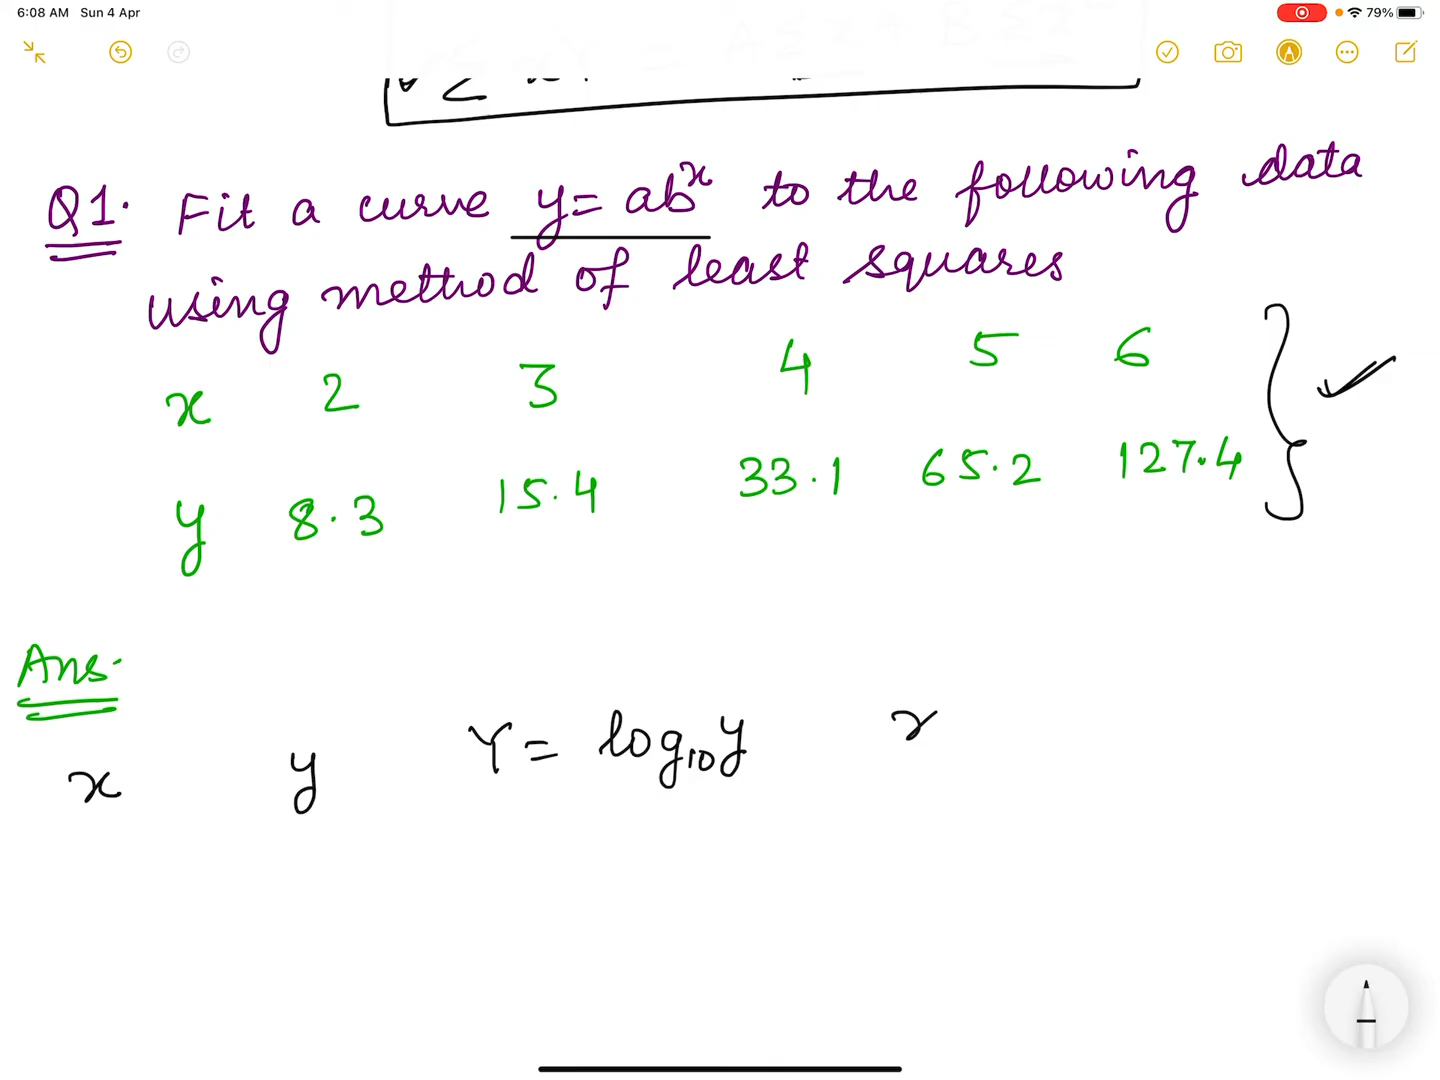 6:08 AM Sun 4 Apr 79%
Q1. Fit a curve y = ab^x to the following data
using method of least squares
x 2 3 4 5 6
y 8.3 15.4 33.1 65.2 127.4
Ans.
x y Y = log₁₀y x